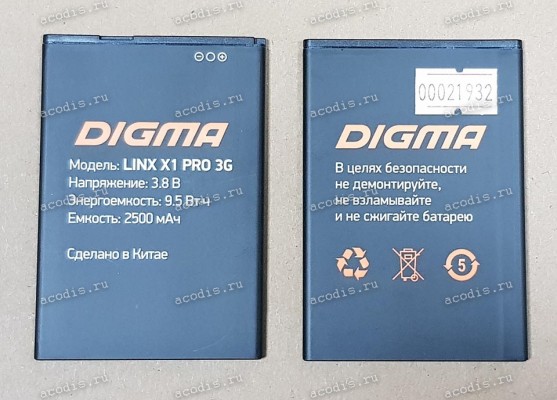 DIGMA
Модель: LINX X1 PRO 3G
Напряжение: 3.8 В
Энергоемкость: 9.5 Вт·ч
Емкость: 2500 мАч
Сделано в Китае
00021932
DIGMA
В целях безопасности
не демонтируйте,
не взламывайте
и не сжигайте батарею
5
acodis.ru